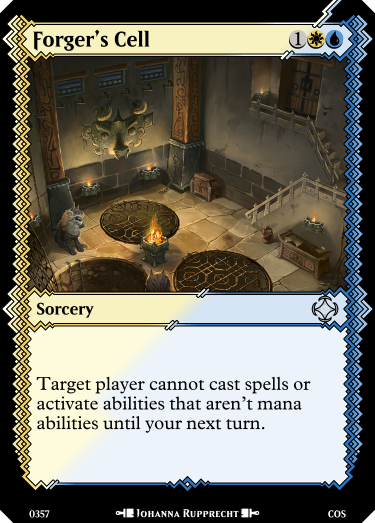 Forger's Cell 1
Sorcery
Target player cannot cast spells or
activate abilities that aren't mana
abilities until your next turn.
0357 Johanna Rupprecht COS